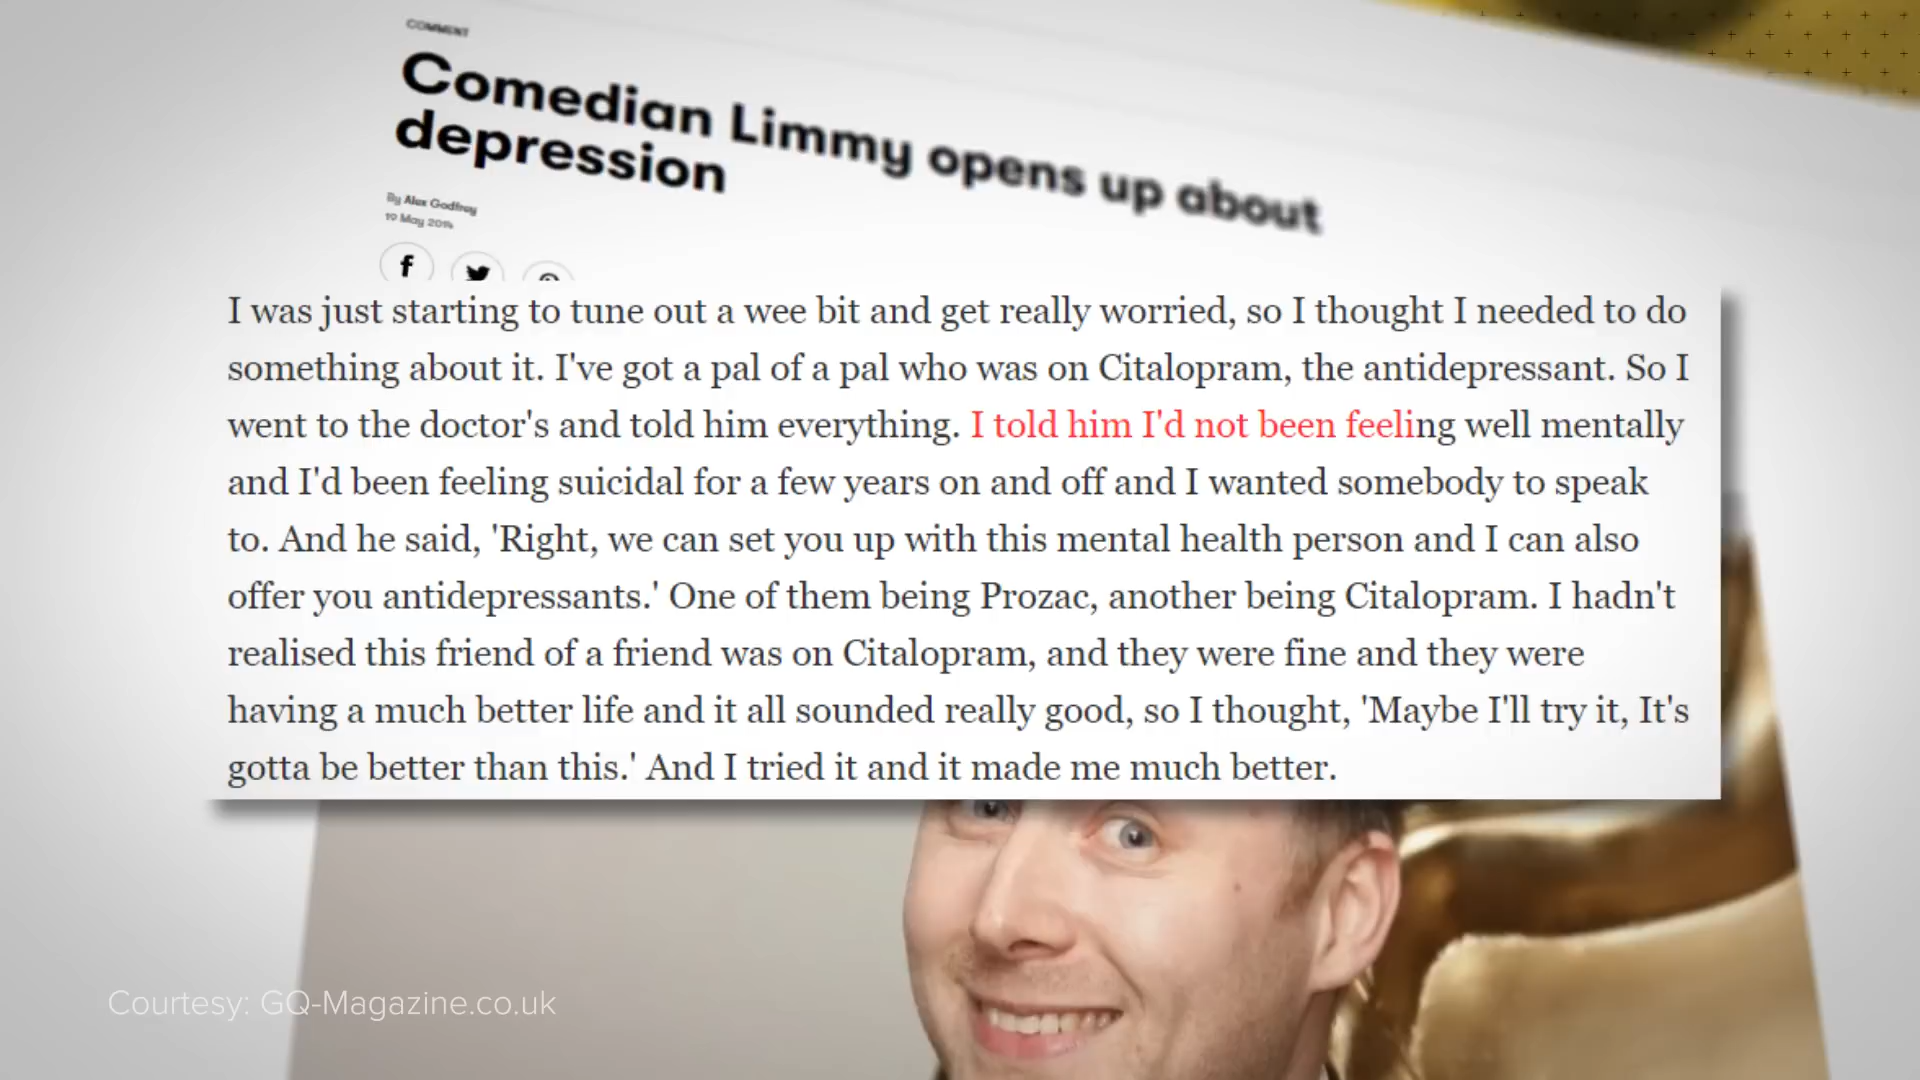 COMMENT
Comedian Limmy opens up about
depression
By Alex Godfrey
19 May 2014
I was just starting to tune out a wee bit and get really worried, so I thought I needed to do
something about it. I've got a pal of a pal who was on Citalopram, the antidepressant. So I
went to the doctor's and told him everything. I told him I'd not been feeling well mentally
and I'd been feeling suicidal for a few years on and off and I wanted somebody to speak
to. And he said, 'Right, we can set you up with this mental health person and I can also
offer you antidepressants.' One of them being Prozac, another being Citalopram. I hadn't
realised this friend of a friend was on Citalopram, and they were fine and they were
having a much better life and it all sounded really good, so I thought, 'Maybe I'll try it, It's
gotta be better than this.' And I tried it and it made me much better.
Courtesy: GQ-Magazine.co.uk